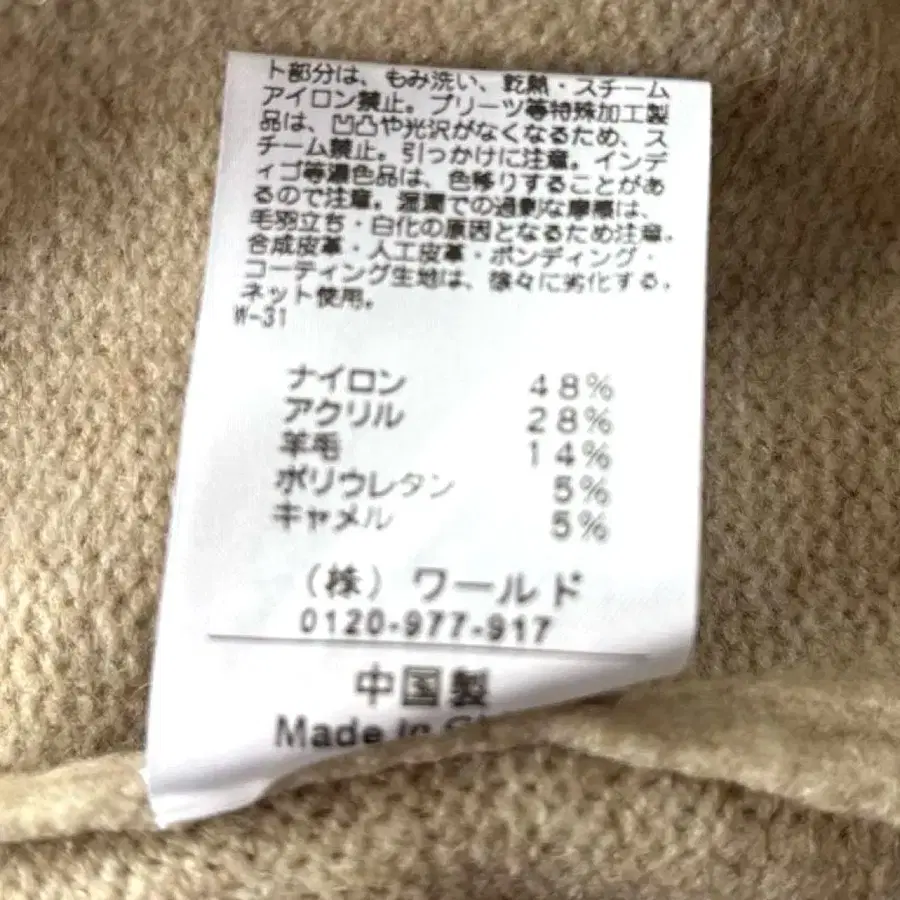 ト部分は、もみ洗い、乾熱・スチーム
アイロン禁止。プリーツ等特殊加工製
品は、凹凸や光沢がなくなるため、ス
チーム禁止。引っかけに注意。インデ
ィゴ等濃色品は、色移りすることがあ
るので注意。湿潤での過剰な摩擦は、
毛羽立ち・白化の原因となるため注意。
合成皮革・人工皮革・ボンディング・
コーティング生地は、徐々に劣化する。
ネット使用。
W-31
ナイロン 48%
アクリル 28%
羊毛 14%
ポリウレタン 5%
キャメル 5%
(株) ワールド
0120-977-917
中国製
Made in